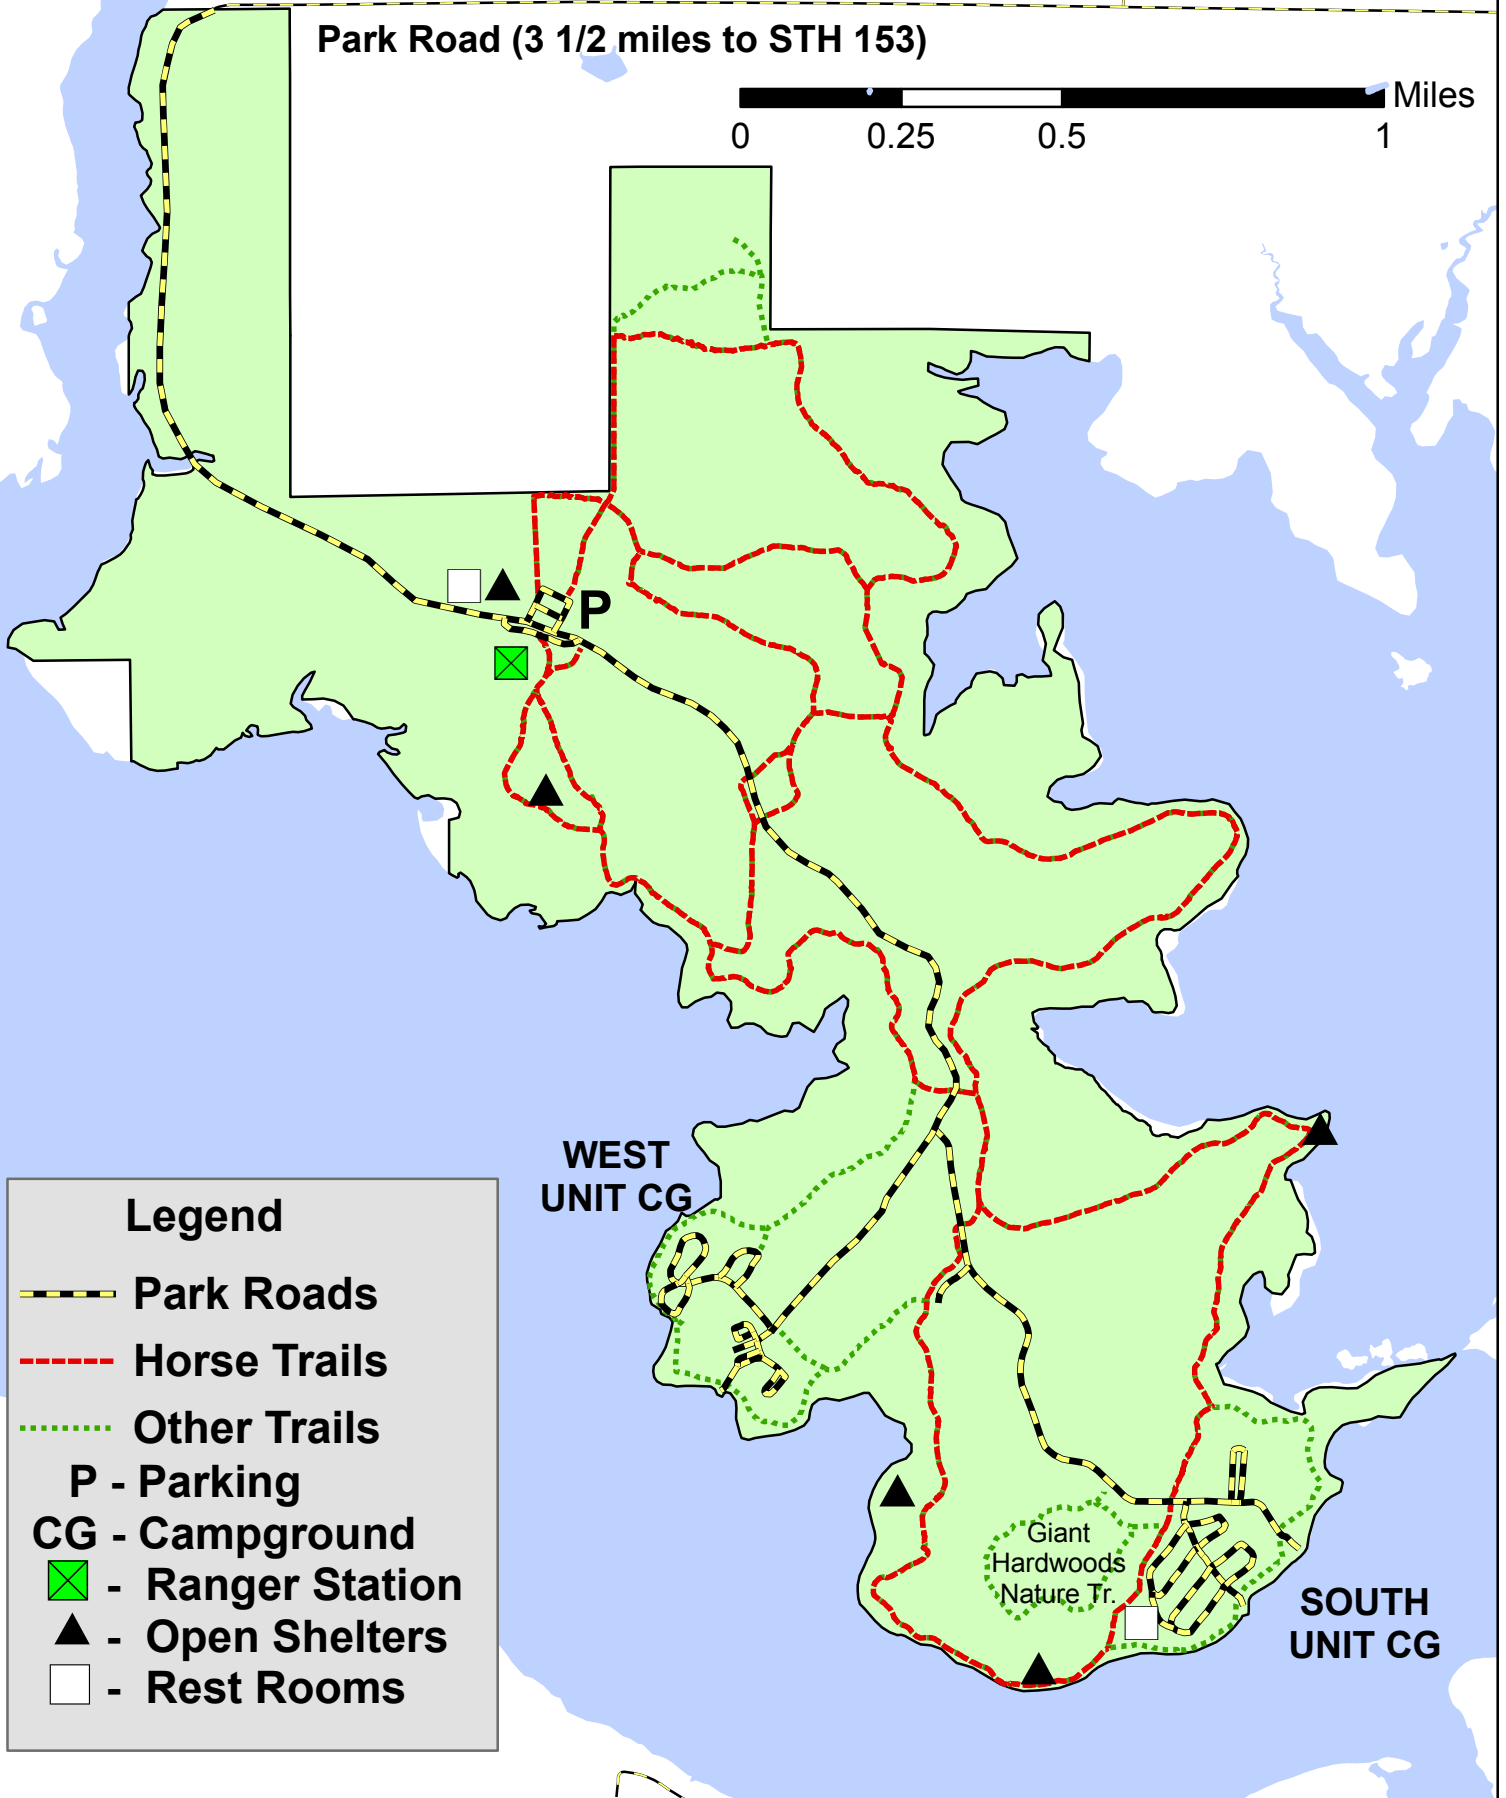 Park Road (3 1/2 miles to STH 153)
Miles
0 0.25 0.5 1
P
WEST
UNIT CG
Legend
Park Roads
Horse Trails
Other Trails
P - Parking
CG - Campground
- Ranger Station
- Open Shelters
- Rest Rooms
Giant
Hardwoods
Nature Tr.
SOUTH
UNIT CG